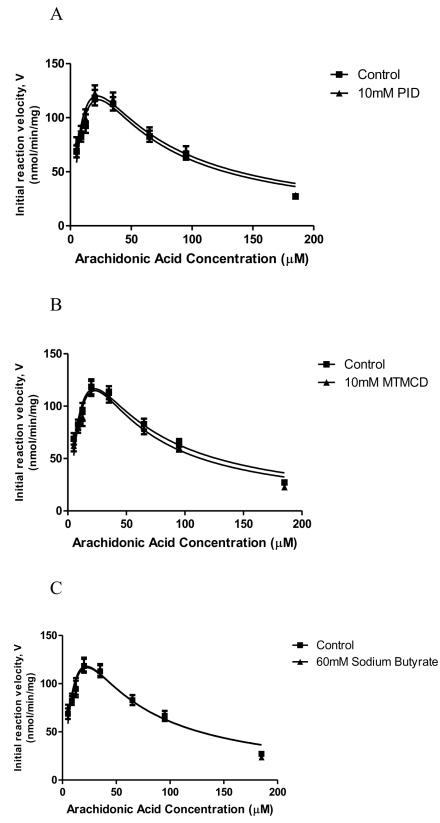 A
150
100
50
0
0 50 100 150 200
Initial reaction velocity, V
(nmol/min/mg)
Arachidonic Acid Concentration (μM)
Control
10mM PID
B
150
100
50
0
0 50 100 150 200
Initial reaction velocity, V
(nmol/min/mg)
Arachidonic Acid Concentration (μM)
Control
10mM MTMCD
C
150
100
50
0
0 50 100 150 200
Initial reaction velocity, V
(nmol/min/mg)
Arachidonic Acid Concentration (μM)
Control
60mM Sodium Butyrate